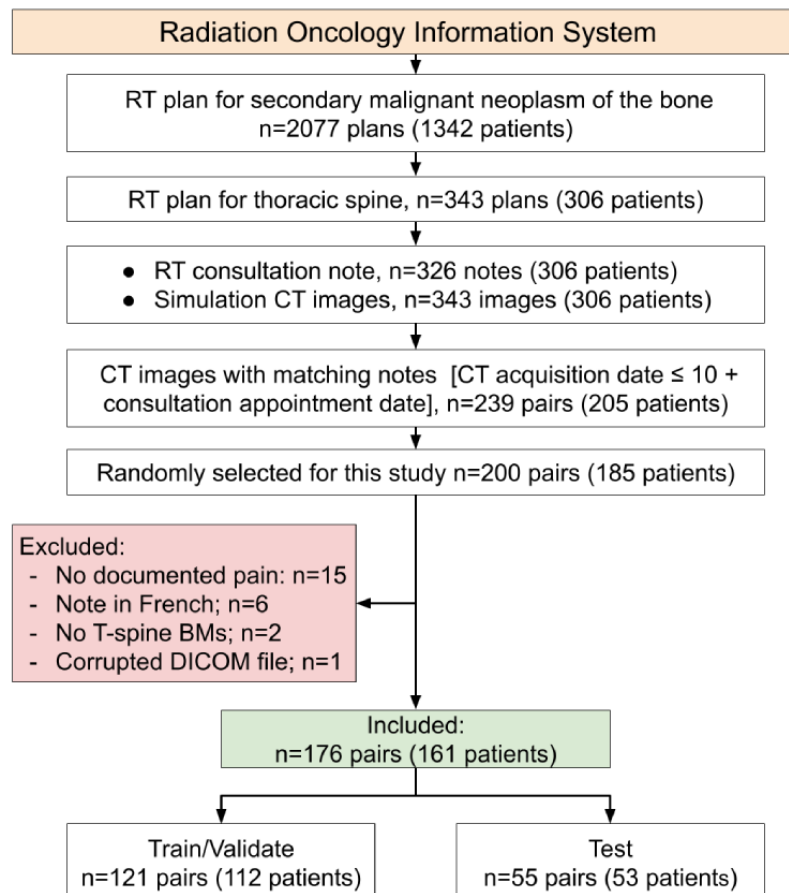 Radiation Oncology Information System
RT plan for secondary malignant neoplasm of the bone
n=2077 plans (1342 patients)
RT plan for thoracic spine, n=343 plans (306 patients)
● RT consultation note, n=326 notes (306 patients)
● Simulation CT images, n=343 images (306 patients)
CT images with matching notes [CT acquisition date ≤ 10 +
consultation appointment date], n=239 pairs (205 patients)
Randomly selected for this study n=200 pairs (185 patients)
Excluded:
- No documented pain: n=15
- Note in French; n=6
- No T-spine BMs; n=2
- Corrupted DICOM file; n=1
Included:
n=176 pairs (161 patients)
Train/Validate
n=121 pairs (112 patients)
Test
n=55 pairs (53 patients)